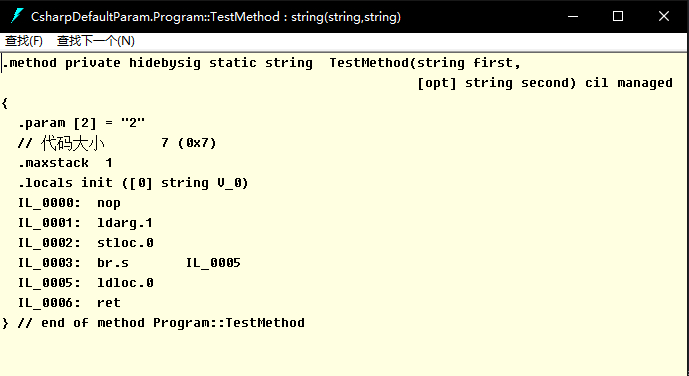 CsharpDefaultParam.Program::TestMethod : string(string,string)
查找(F) 查找下一个(N)
.method private hidebysig static string  TestMethod(string first,
                                                    [opt] string second) cil managed
{
  .param [2] = "2"
  // 代码大小       7 (0x7)
  .maxstack  1
  .locals init ([0] string V_0)
  IL_0000:  nop
  IL_0001:  ldarg.1
  IL_0002:  stloc.0
  IL_0003:  br.s       IL_0005
  IL_0005:  ldloc.0
  IL_0006:  ret
} // end of method Program::TestMethod